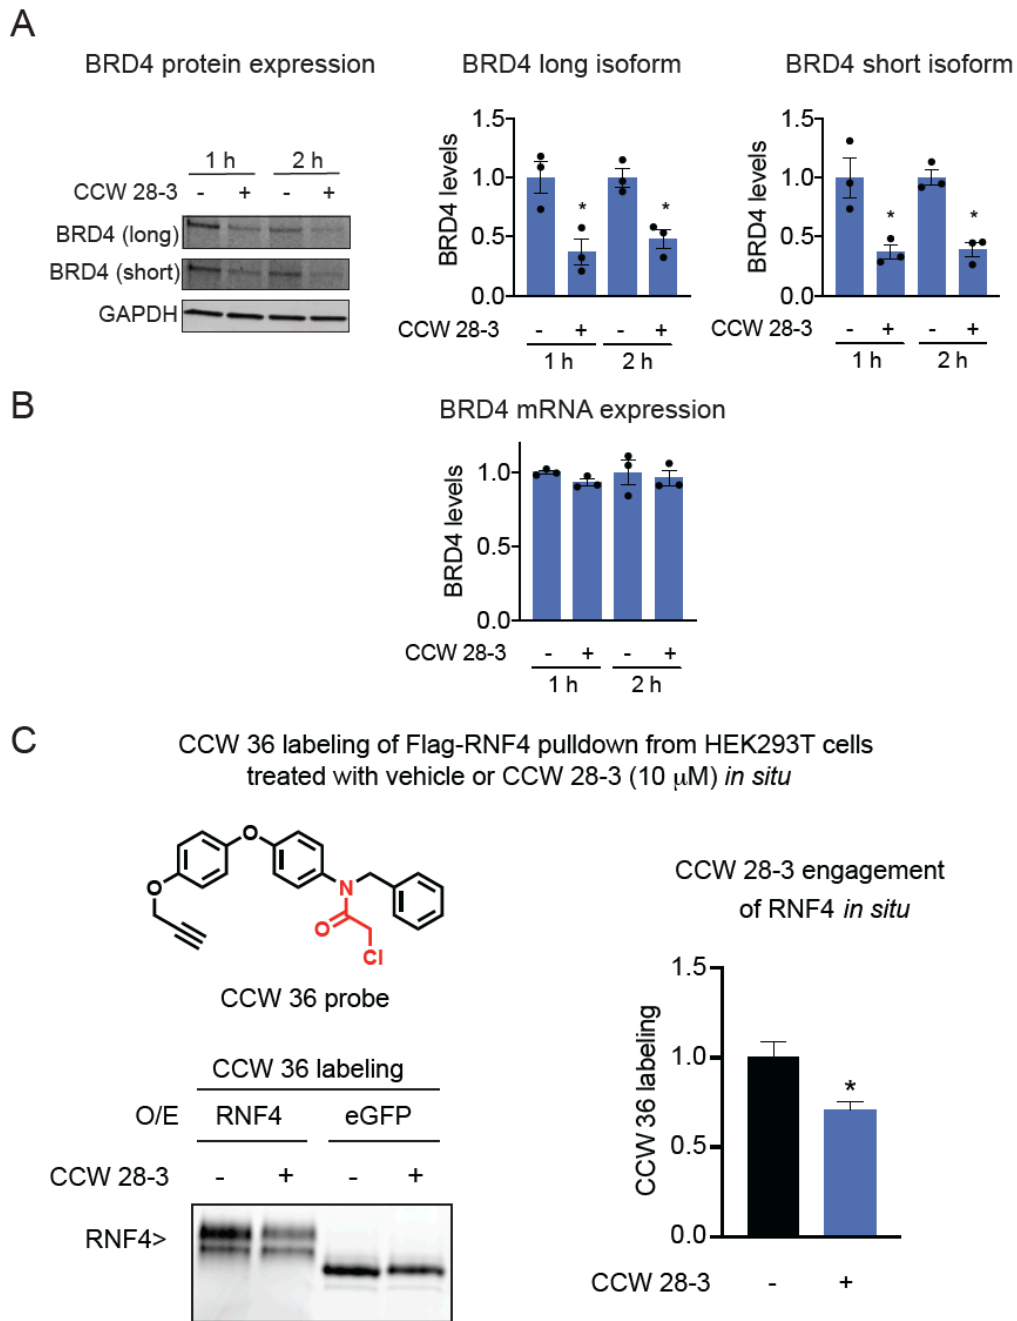 A
BRD4 protein expression
1 h 2 h
CCW 28-3 - + - +
BRD4 (long)
BRD4 (short)
GAPDH
BRD4 long isoform
BRD4 levels
1.5
1.0
0.5
0.0
* *
CCW 28-3 - + - +
1 h 2 h
BRD4 short isoform
BRD4 levels
1.5
1.0
0.5
0.0
* *
CCW 28-3 - + - +
1 h 2 h
B
BRD4 mRNA expression
BRD4 levels
1.0
0.5
0.0
CCW 28-3 - + - +
1 h 2 h
C
CCW 36 labeling of Flag-RNF4 pulldown from HEK293T cells
treated with vehicle or CCW 28-3 (10 μM) in situ
O
O
N
O
Cl
CCW 36 probe
CCW 36 labeling
O/E RNF4 eGFP
CCW 28-3 - + - +
RNF4>
CCW 28-3 engagement
of RNF4 in situ
CCW 36 labeling
1.5
1.0
0.5
0.0
*
CCW 28-3 - +